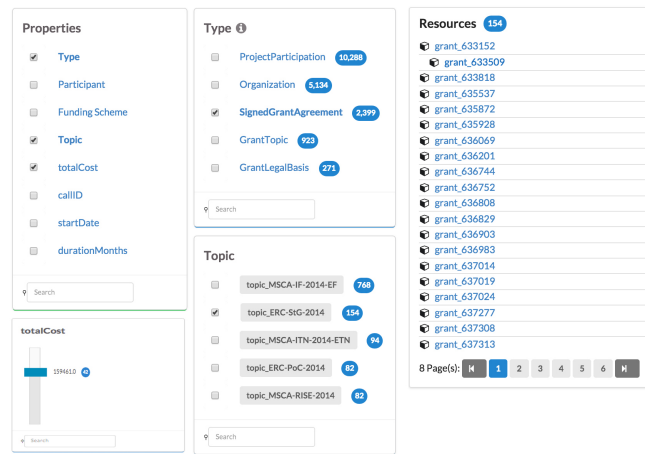 Properties
Type
Participant
Funding Scheme
Topic
totalCost
callID
startDate
durationMonths
Search
totalCost
159461.0 42
Search
Type
ProjectParticipation 10,288
Organization 5,134
SignedGrantAgreement 2,399
GrantTopic 923
GrantLegalBasis 271
Search
Topic
topic_MSCA-IF-2014-EF 768
topic_ERC-StG-2014 154
topic_MSCA-ITN-2014-ETN 94
topic_ERC-PoC-2014 82
topic_MSCA-RISE-2014 82
Search
Resources 154
grant_633152
grant_633509
grant_633818
grant_635537
grant_635872
grant_635928
grant_636069
grant_636201
grant_636744
grant_636752
grant_636808
grant_636829
grant_636903
grant_636983
grant_637014
grant_637019
grant_637024
grant_637277
grant_637308
grant_637313
8 Page(s): 1 2 3 4 5 6